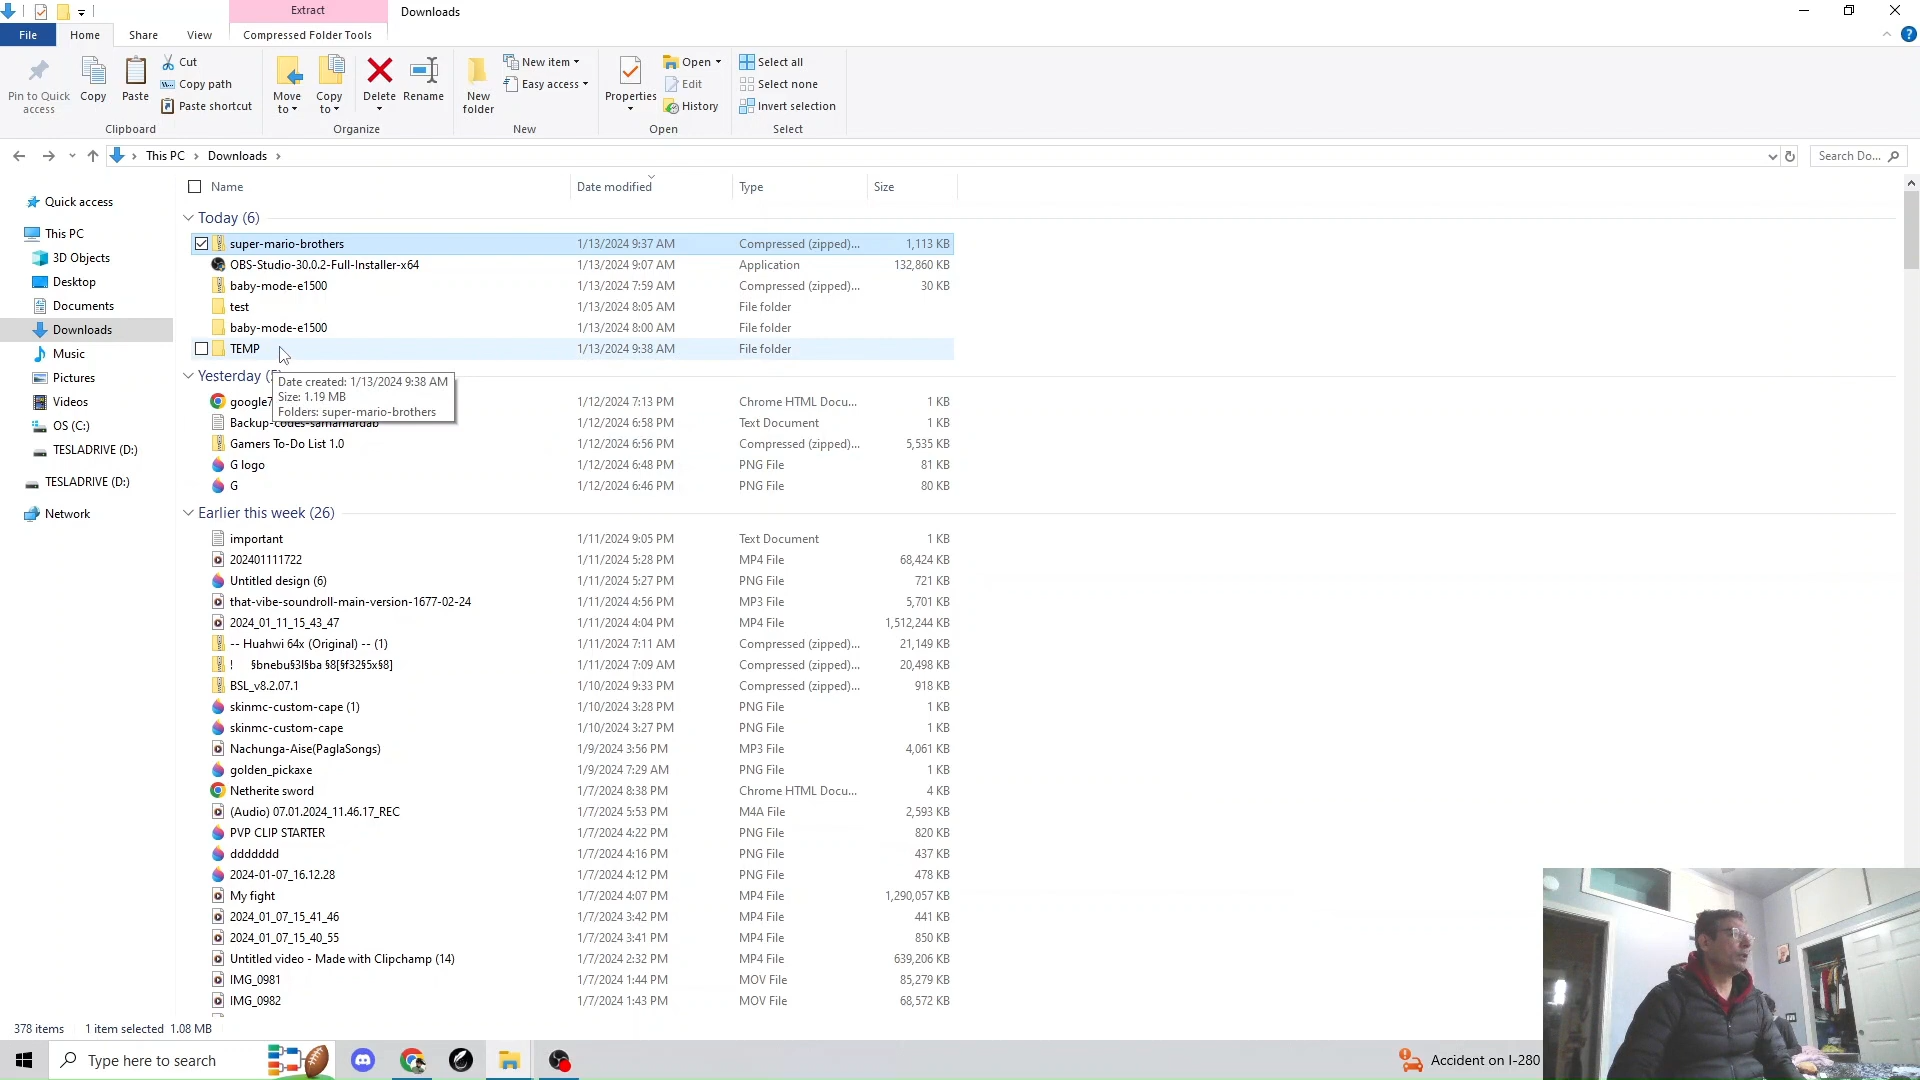 Extract
Downloads
File
Home
Share
View
Compressed Folder Tools
Pin to Quick access
Copy
Paste
Cut
Copy path
Paste shortcut
Clipboard
Move to
Copy to
Delete
Rename
Organize
New folder
New item
Easy access
New
Properties
Open
Edit
History
Open
Select all
Select none
Invert selection
Select
This PC
Downloads
Search Do...
Quick access
This PC
3D Objects
Desktop
Documents
Downloads
Music
Pictures
Videos
OS (C:)
TESLADRIVE (D:)
TESLADRIVE (D:)
Network
Name Date modified Type Size
Today (6)
super-mario-brothers 1/13/2024 9:37 AM Compressed (zipped)... 1,113 KB
OBS-Studio-30.0.2-Full-Installer-x64 1/13/2024 9:07 AM Application 132,860 KB
baby-mode-e1500 1/13/2024 7:59 AM Compressed (zipped)... 30 KB
test 1/13/2024 8:05 AM File folder
baby-mode-e1500 1/13/2024 8:00 AM File folder
TEMP 1/13/2024 9:38 AM File folder
Yesterday
Date created: 1/13/2024 9:38 AM
Size: 1.19 MB
Folders: super-mario-brothers
google 1/12/2024 7:13 PM Chrome HTML Docu... 1 KB
1/12/2024 6:58 PM Text Document 1 KB
Gamers To-Do List 1.0 1/12/2024 6:56 PM Compressed (zipped)... 5,535 KB
G logo 1/12/2024 6:48 PM PNG File 81 KB
G 1/12/2024 6:46 PM PNG File 80 KB
Earlier this week (26)
important 1/11/2024 9:05 PM Text Document 1 KB
202401111722 1/11/2024 5:28 PM MP4 File 68,424 KB
Untitled design (6) 1/11/2024 5:27 PM PNG File 721 KB
that-vibe-soundroll-main-version-1677-02-24 1/11/2024 4:56 PM MP3 File 5,701 KB
2024_01_11_15_43_47 1/11/2024 4:04 PM MP4 File 1,512,244 KB
-- Huahwi 64x (Original) -- (1) 1/11/2024 7:11 AM Compressed (zipped)... 21,149 KB
! §bnebu§3l§ba §8[§f32§5x§8] 1/11/2024 7:09 AM Compressed (zipped)... 20,498 KB
BSL_v8.2.07.1 1/10/2024 9:33 PM Compressed (zipped)... 918 KB
skinmc-custom-cape (1) 1/10/2024 3:28 PM PNG File 1 KB
skinmc-custom-cape 1/10/2024 3:27 PM PNG File 1 KB
Nachunga-Aise(PaglaSongs) 1/9/2024 3:56 PM MP3 File 4,061 KB
golden_pickaxe 1/9/2024 7:29 AM PNG File 1 KB
Netherite sword 1/7/2024 8:38 PM Chrome HTML Docu... 4 KB
(Audio) 07.01.2024_11.46.17_REC 1/7/2024 5:53 PM M4A File 2,593 KB
PVP CLIP STARTER 1/7/2024 4:22 PM PNG File 820 KB
ddddddd 1/7/2024 4:16 PM PNG File 437 KB
2024-01-07_16.12.28 1/7/2024 4:12 PM PNG File 478 KB
My fight 1/7/2024 4:07 PM MP4 File 1,290,057 KB
2024_01_07_15_41_46 1/7/2024 3:42 PM MP4 File 441 KB
2024_01_07_15_40_55 1/7/2024 3:41 PM MP4 File 850 KB
Untitled video - Made with Clipchamp (14) 1/7/2024 2:32 PM MP4 File 639,206 KB
IMG_0981 1/7/2024 1:44 PM MOV File 85,279 KB
IMG_0982 1/7/2024 1:43 PM MOV File 68,572 KB
378 items 1 item selected 1.08 MB
Type here to search
Accident on I-280